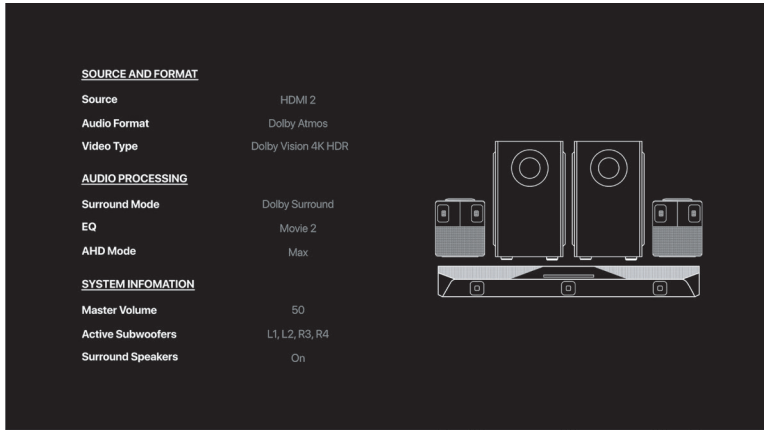 SOURCE AND FORMAT
Source HDMI 2
Audio Format Dolby Atmos
Video Type Dolby Vision 4K HDR
AUDIO PROCESSING
Surround Mode Dolby Surround
EQ Movie 2
AHD Mode Max
SYSTEM INFOMATION
Master Volume 50
Active Subwoofers L1, L2, R3, R4
Surround Speakers On